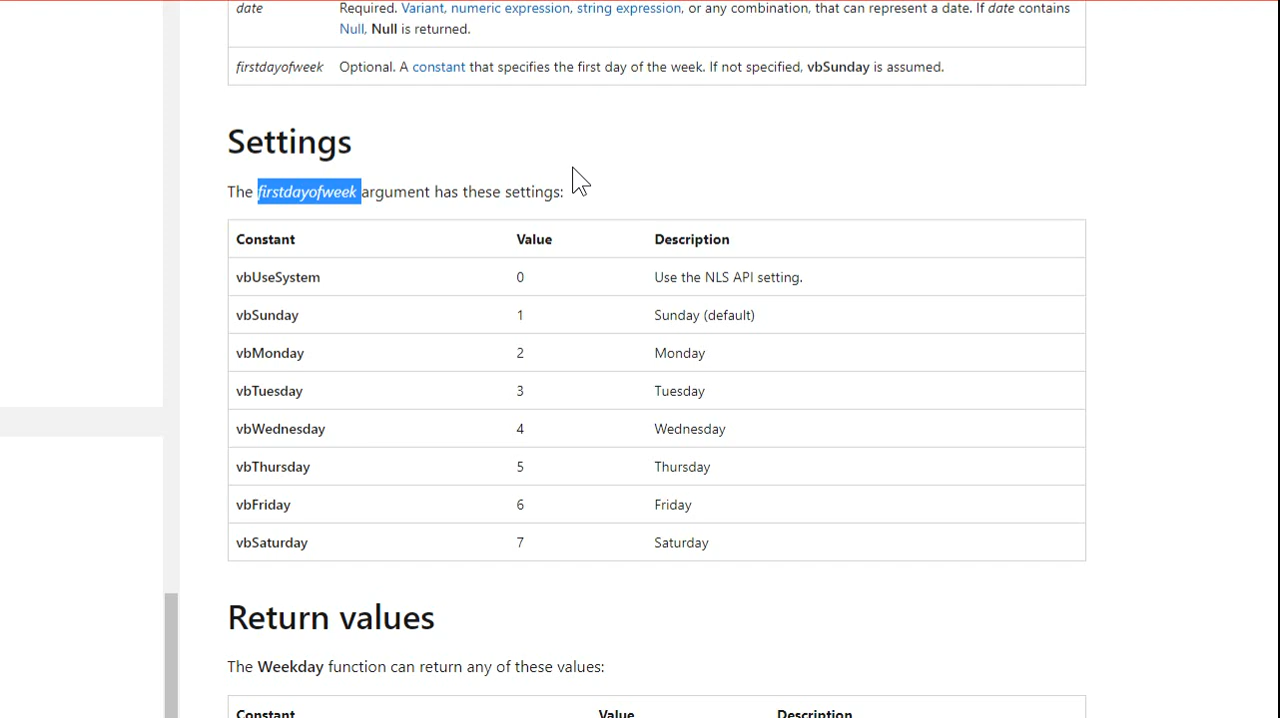 date Required. Variant, numeric expression, string expression, or any combination, that can represent a date. If date contains
Null, Null is returned.
firstdayofweek Optional. A constant that specifies the first day of the week. If not specified, vbSunday is assumed.
Settings
The firstdayofweek argument has these settings:
Constant Value Description
vbUseSystem 0 Use the NLS API setting.
vbSunday 1 Sunday (default)
vbMonday 2 Monday
vbTuesday 3 Tuesday
vbWednesday 4 Wednesday
vbThursday 5 Thursday
vbFriday 6 Friday
vbSaturday 7 Saturday
Return values
The Weekday function can return any of these values:
Constant Value Description